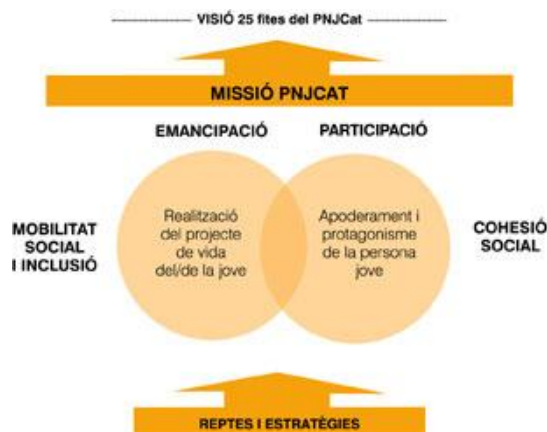 VISIÓ 25 fites del PNJCat
MISSIÓ PNJCAT
EMANCIPACIÓ
PARTICIPACIÓ
MOBILITAT
SOCIAL
I INCLUSIÓ
Realització
del projecte
de vida
del/de la jove
Apoderament i
protagonisme
de la persona
jove
COHESIÓ
SOCIAL
REPTES I ESTRATÈGIES